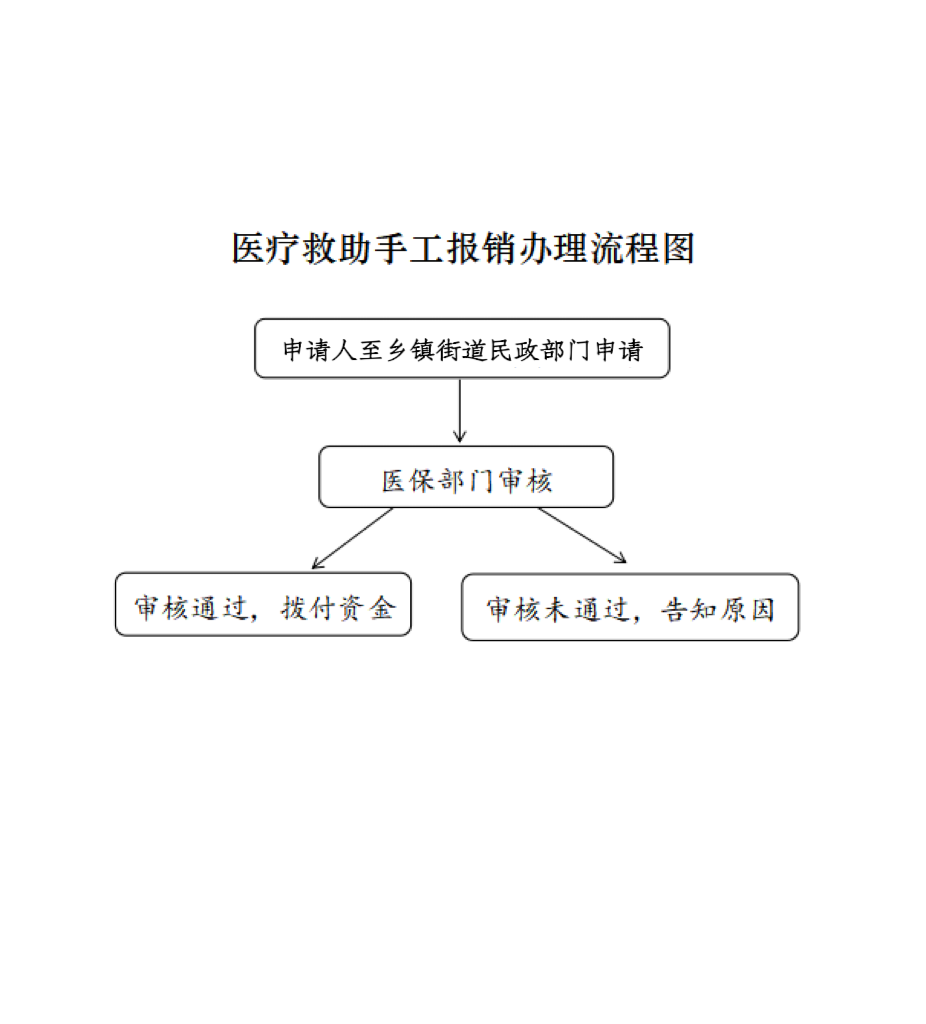 医疗救助手工报销办理流程图
申请人至乡镇街道民政部门申请
医保部门审核
审核通过，拨付资金
审核未通过，告知原因